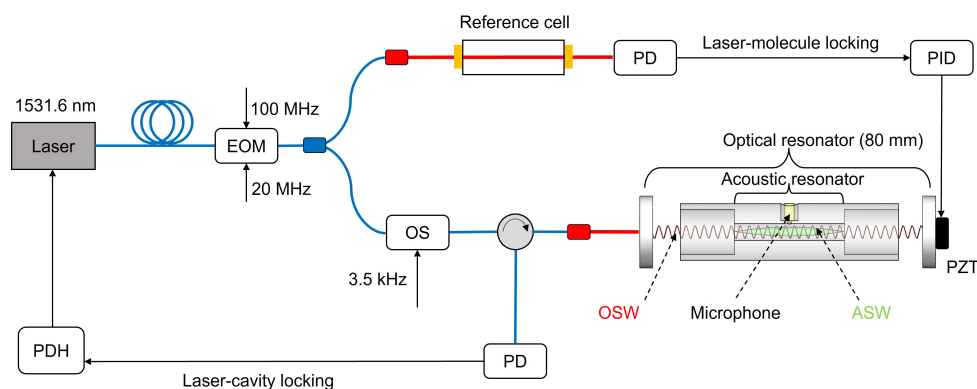 Reference cell
PD
Laser-molecule locking
PID
1531.6 nm
100 MHz
Laser
EOM
20 MHz
Optical resonator (80 mm)
Acoustic resonator
OS
3.5 kHz
PZT
OSW
Microphone
ASW
PDH
PD
Laser-cavity locking